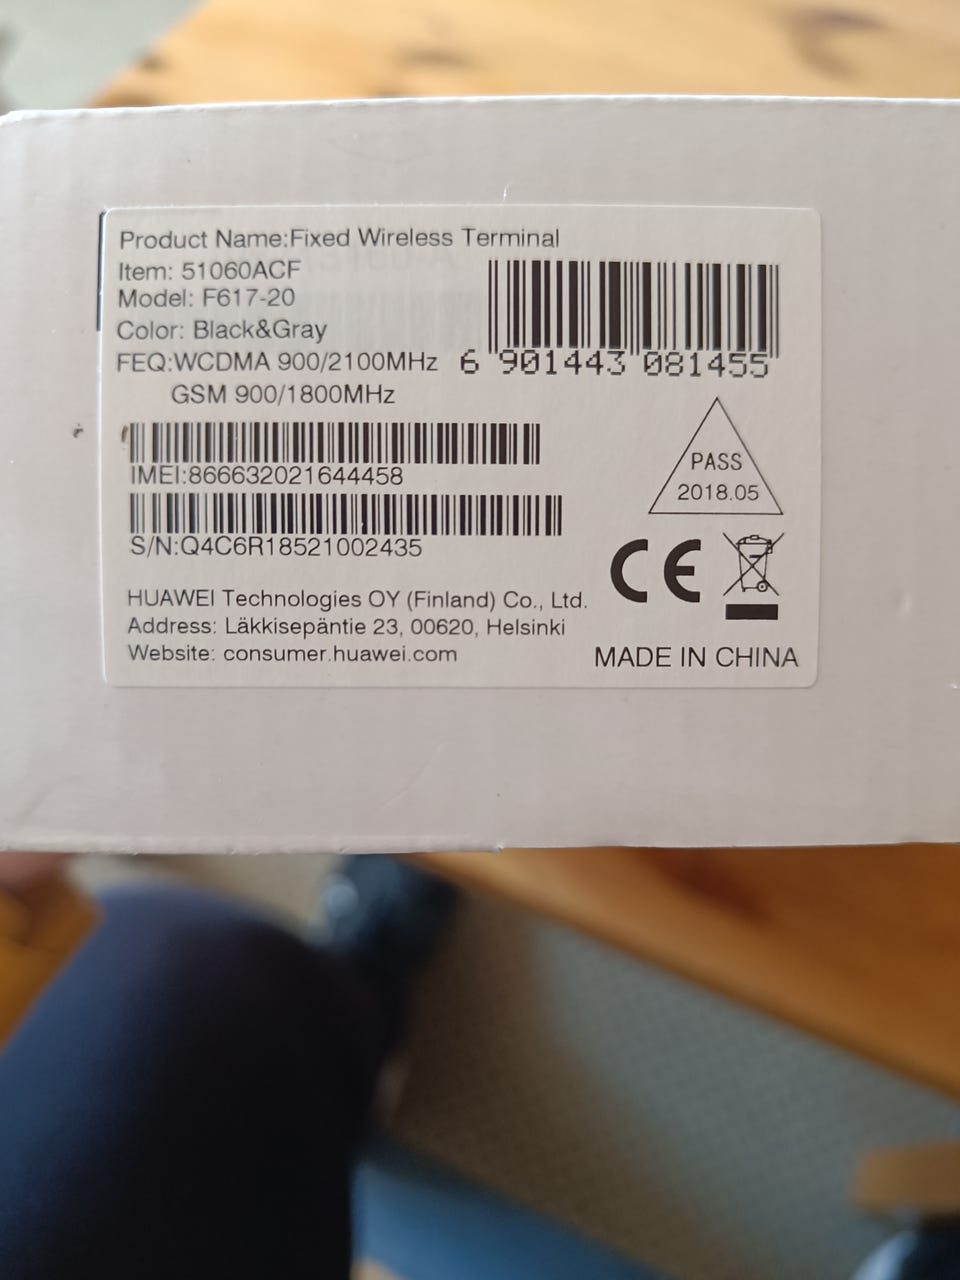 Product Name:Fixed Wireless Terminal
Item: 51060ACF
Model: F617-20
Color: Black&Gray
FEQ:WCDMA 900/2100MHz
GSM 900/1800MHz
6 901443 081455
IMEI:866632021644458
S/N:Q4C6R18521002435
PASS
2018.05
CE
HUAWEI Technologies OY (Finland) Co., Ltd.
Address: Läkkisepäntie 23, 00620, Helsinki
Website: consumer.huawei.com
MADE IN CHINA